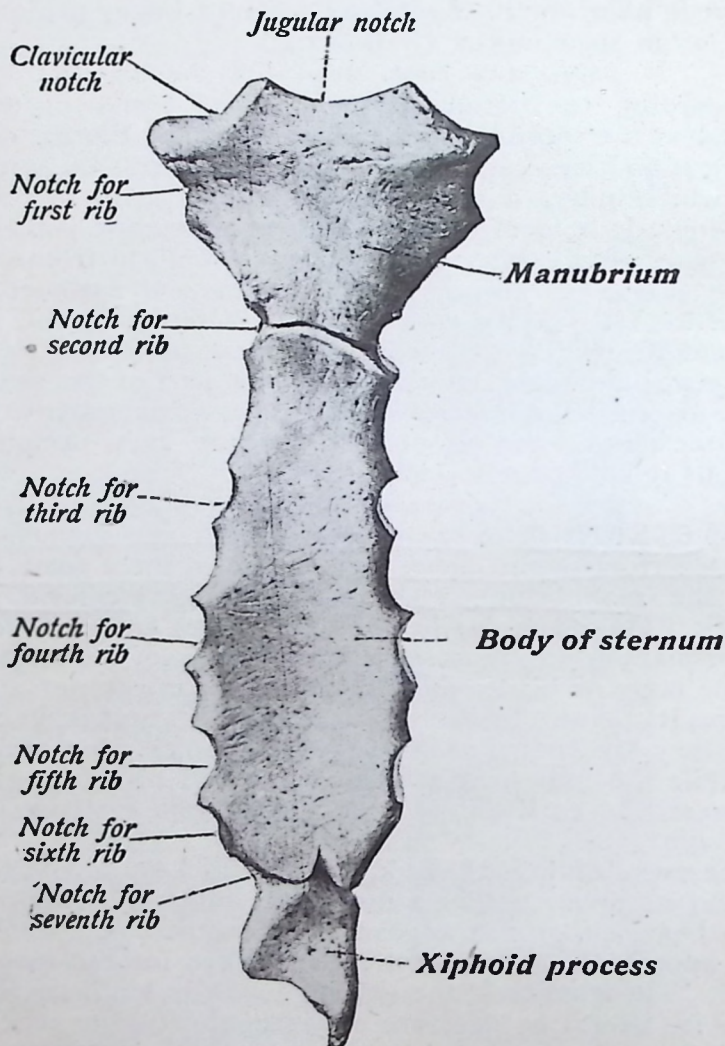 Jugular notch
Clavicular
notch
Notch for
first rib
Manubrium
Notch for
second rib
Notch for
third rib
Notch for
fourth rib
Body of sternum
Notch for
fifth rib
Notch for
sixth rib
Notch for
seventh rib
Xiphoid process